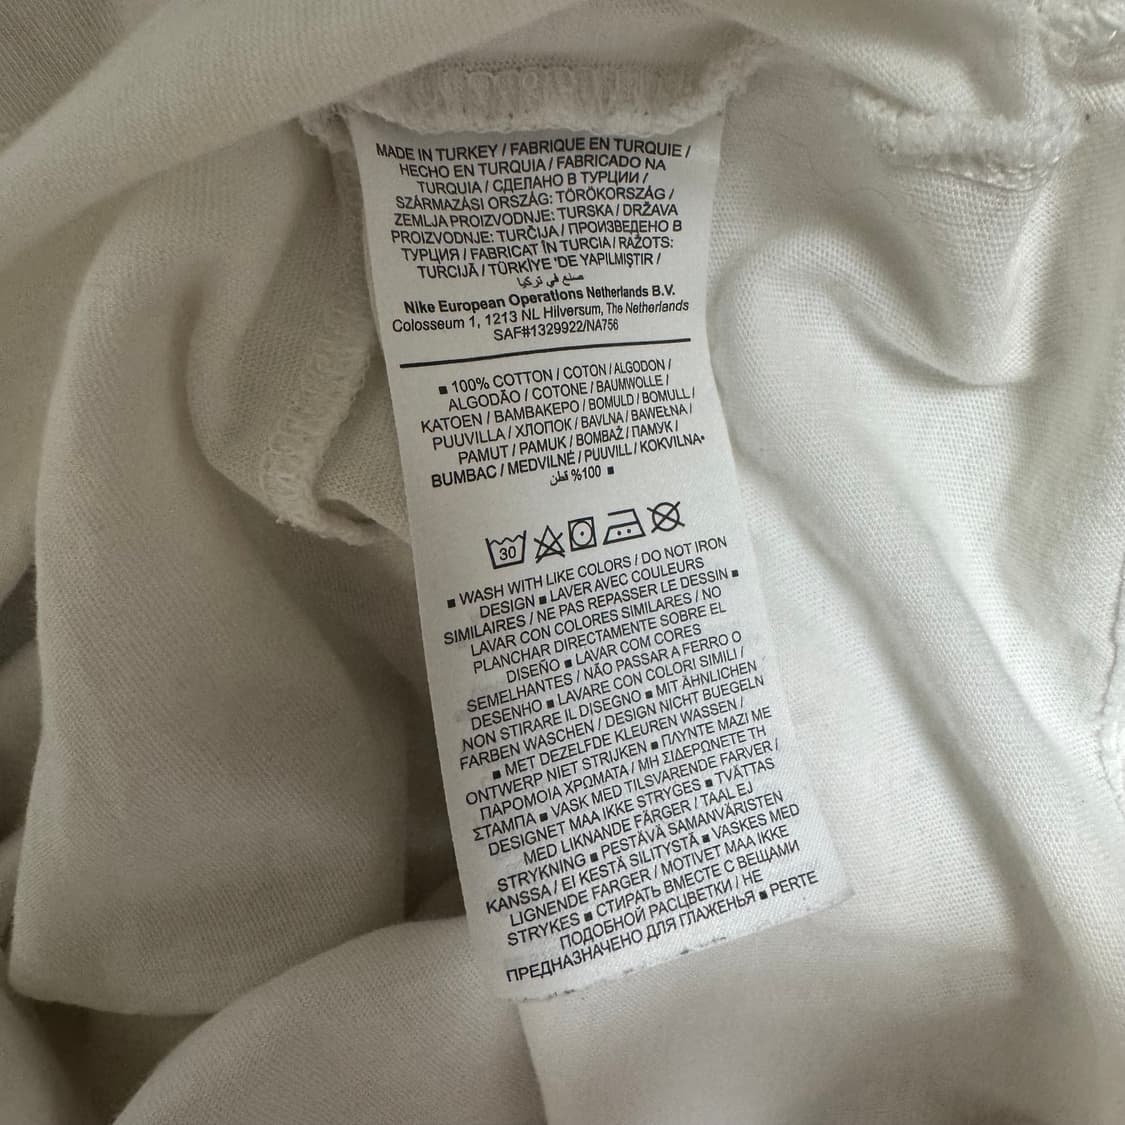 MADE IN TURKEY / FABRIQUE EN TURQUIE /
HECHO EN TURQUIA / FABRICADO NA
TURQUIA / СДЕЛАНО В ТУРЦИИ /
SZÁRMAZÁSI ORSZÁG: TÖRÖKORSZÁG /
ZEMLJA PROIZVODNJE: TURSKA / DRŽAVA
PROIZVODNJE: TURČIJA / ПРОИЗВЕДЕНО В
ТУРЦИЯ / FABRICAT ÎN TURCIA / RAŽOTS:
TURCIJĀ / TÜRKİYE 'DE YAPILMIŞTIR /
صنع في تركيا
Nike European Operations Netherlands B.V.
Colosseum 1, 1213 NL Hilversum, The Netherlands
SAF#1329922/NA756
■ 100% COTTON / COTON / ALGODON /
ALGODÃO / COTONE / BAUMWOLLE /
KATOEN / ΒΑΜΒΑΚΕΡΟ / BOMULD / BOMULL /
PUUVILLA / ХЛОПОК / BAVLNA / BAWEŁNA /
PAMUT / PAMUK / BOMBAŽ / ПАМУК /
BUMBAC / MEDVILNĖ / PUUVILL / KOKVILNA•
%100 قطن ■
30
■ WASH WITH LIKE COLORS / DO NOT IRON
DESIGN ■ LAVER AVEC COULEURS
SIMILAIRES / NE PAS REPASSER LE DESSIN ■
LAVAR CON COLORES SIMILARES / NO
PLANCHAR DIRECTAMENTE SOBRE EL
DISEÑO ■ LAVAR COM CORES
SEMELHANTES / NÃO PASSAR A FERRO O
DESENHO ■ LAVARE CON COLORI SIMILI /
NON STIRARE IL DISEGNO ■ MIT ÄHNLICHEN
FARBEN WASCHEN / DESIGN NICHT BUEGELN
■ MET DEZELFDE KLEUREN WASSEN /
ONTWERP NIET STRIJKEN ■ ΠΛΥΝΤΕ ΜΑΖΙ ΜΕ
ΠΑΡΟΜΟΙΑ ΧΡΩΜΑΤΑ / ΜΗ ΣΙΔΕΡΩΝΕΤΕ ΤΗ
ΣΤΑΜΠΑ ■ VASK MED TILSVARENDE FARVER /
DESIGNET MAA IKKE STRYGES ■ TVÄTTAS
MED LIKNANDE FÄRGER / TAAL EJ
STRYKNING ■ PESTÄVÄ SAMANVÄRISTEN
KANSSA / EI KESTÄ SILITYSTÄ ■ VASKES MED
LIGNENDE FARGER / MOTIVET MAA IKKE
STRYKES ■ СТИРАТЬ ВМЕСТЕ С ВЕЩАМИ
ПОДОБНОЙ РАСЦВЕТКИ / НЕ
ПРЕДНАЗНАЧЕНО ДЛЯ ГЛАЖЕНЬЯ ■ PERTE